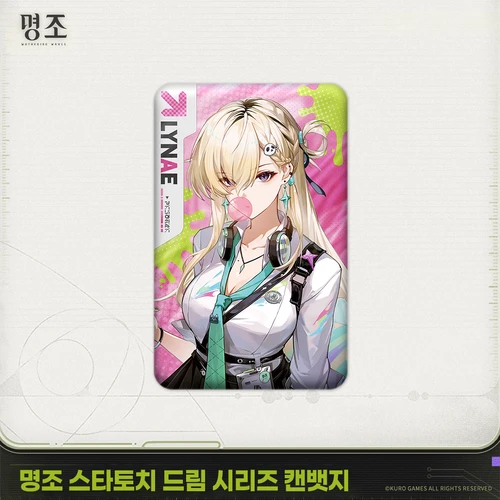 명조
WUTHERING WAVES
LYNAE
명조 스타토치 드림 시리즈 캔뱃지
©KURO GAMES ALL RIGHTS RESERVED